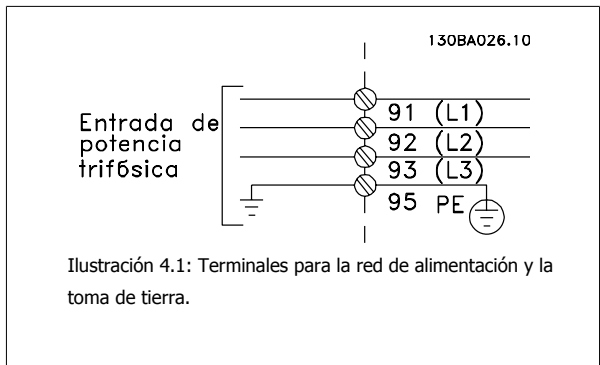 130BA026.10
Entrada de
potencia
trifósica
91 (L1)
92 (L2)
93 (L3)
95 PE
Ilustración 4.1: Terminales para la red de alimentación y la
toma de tierra.